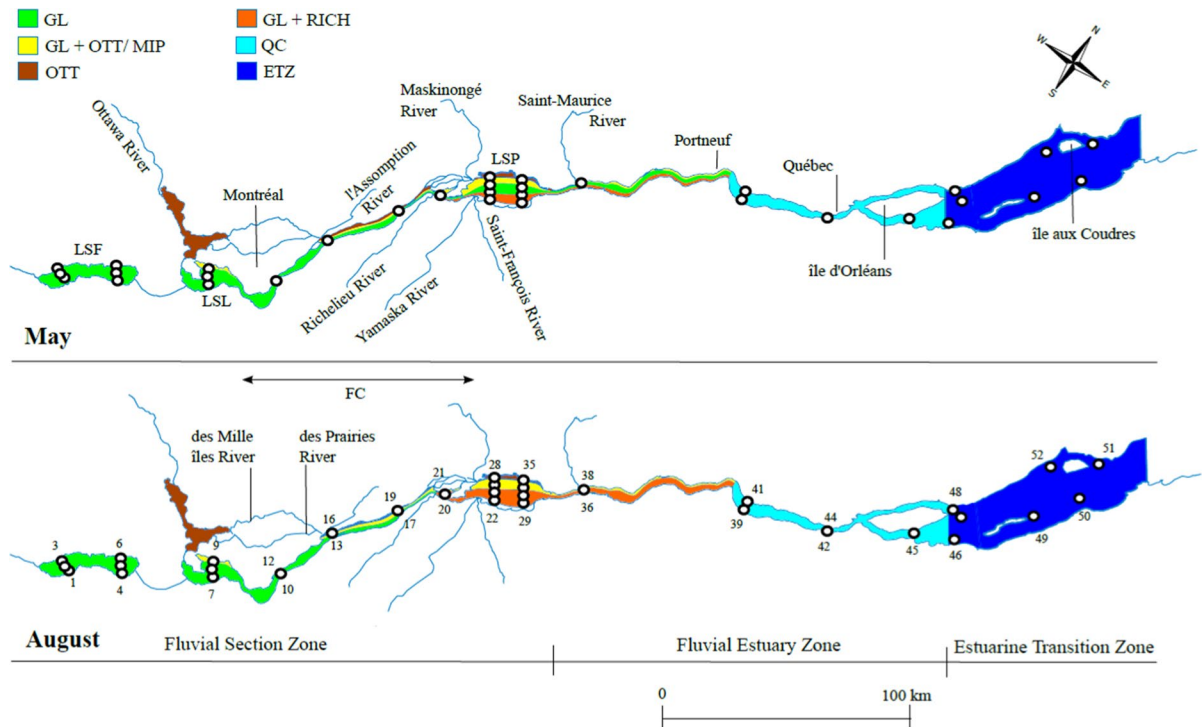 GL
GL + OTT/ MIP
OTT
GL + RICH
QC
ETZ
N
W
E
S
Ottawa River
Montréal
l'Assomption
River
Maskinongé
River
LSP
Saint-Maurice
River
Portneuf
Québec
île d'Orléans
île aux Coudres
LSF
LSL
Richelieu River
Yamaska River
Saint-François River
May
FC
des Mille
îles River
des Prairies
River
3
1
6
4
9
7
12
10
16
13
19
17
21
20
28
22
35
29
38
36
41
39
44
42
45
48
46
52
51
50
49
August
Fluvial Section Zone
Fluvial Estuary Zone
Estuarine Transition Zone
0
100 km